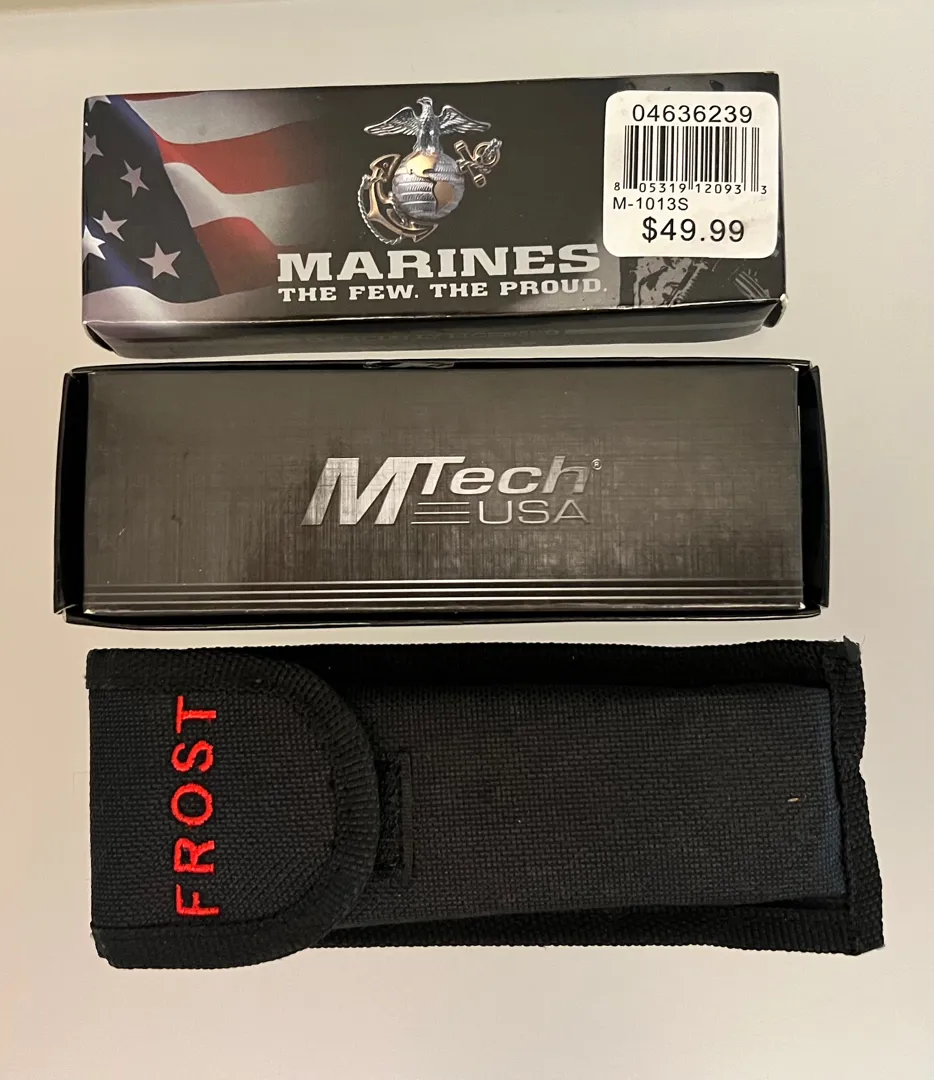 04636239
8 05319 12093 3
M-1013S
$49.99
MARINES
THE FEW. THE PROUD.
MTech®
USA
FROST